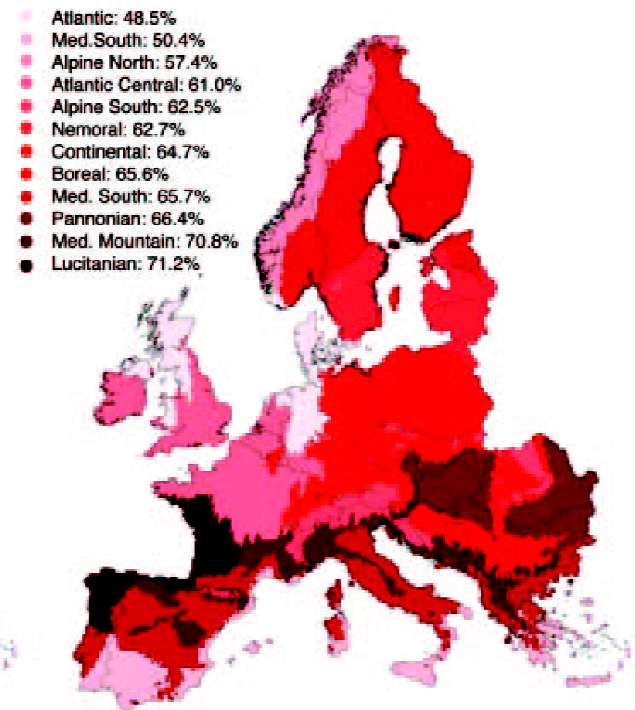 Atlantic: 48.5%
Med.South: 50.4%
Alpine North: 57.4%
Atlantic Central: 61.0%
Alpine South: 62.5%
Nemoral: 62.7%
Continental: 64.7%
Boreal: 65.6%
Med. South: 65.7%
Pannonian: 66.4%
Med. Mountain: 70.8%
Lucitanian: 71.2%